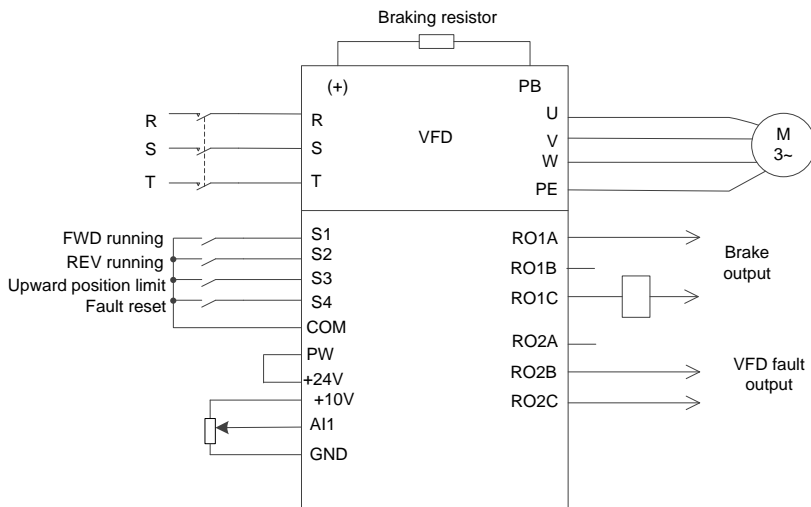 Braking resistor
(+)
PB
R
S
T
R
S
T
VFD
U
V
W
PE
M
3~
FWD running
REV running
Upward position limit
Fault reset
S1
S2
S3
S4
COM
PW
+24V
+10V
AI1
GND
RO1A
RO1B
RO1C
RO2A
RO2B
RO2C
Brake
output
VFD fault
output